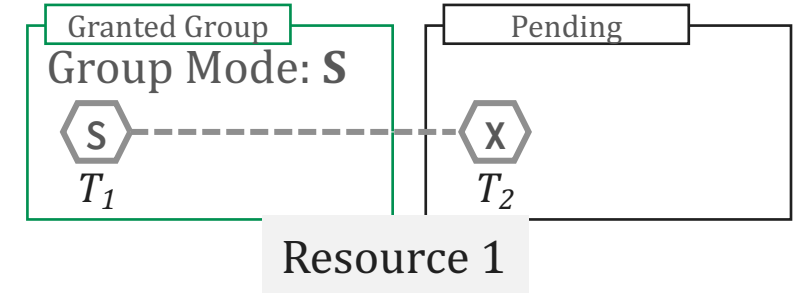 Granted Group
Pending
Group Mode: S
S
X
T1
T2
Resource 1